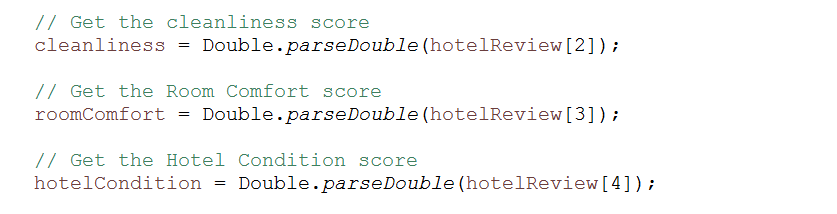 // Get the cleanliness score
cleanliness = Double.parseDouble(hotelReview[2]);
// Get the Room Comfort score
roomComfort = Double.parseDouble(hotelReview[3]);
// Get the Hotel Condition score
hotelCondition = Double.parseDouble(hotelReview[4]);